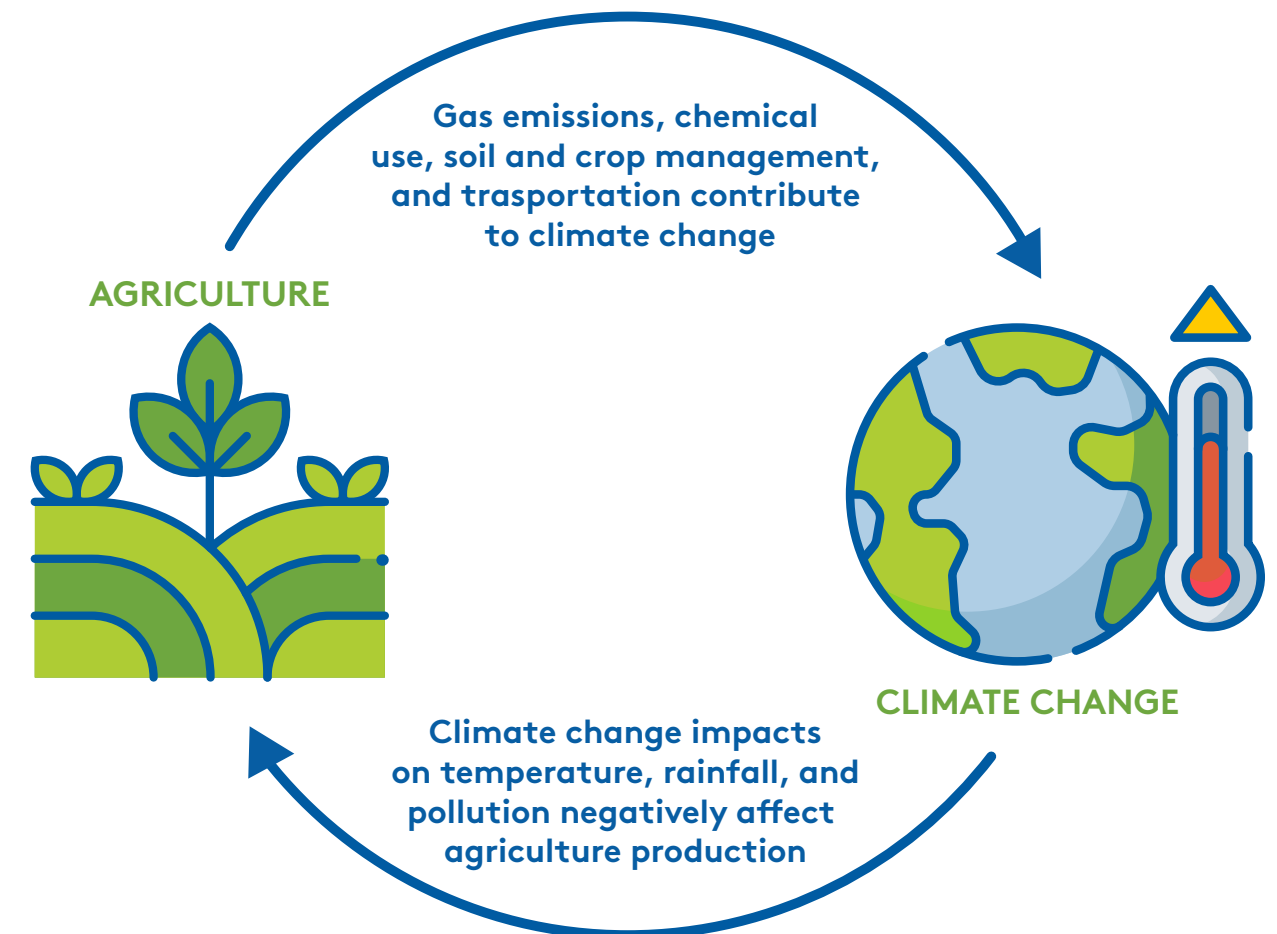 Gas emissions, chemical
use, soil and crop management,
and trasportation contribute
to climate change
AGRICULTURE
CLIMATE CHANGE
Climate change impacts
on temperature, rainfall, and
pollution negatively affect
agriculture production